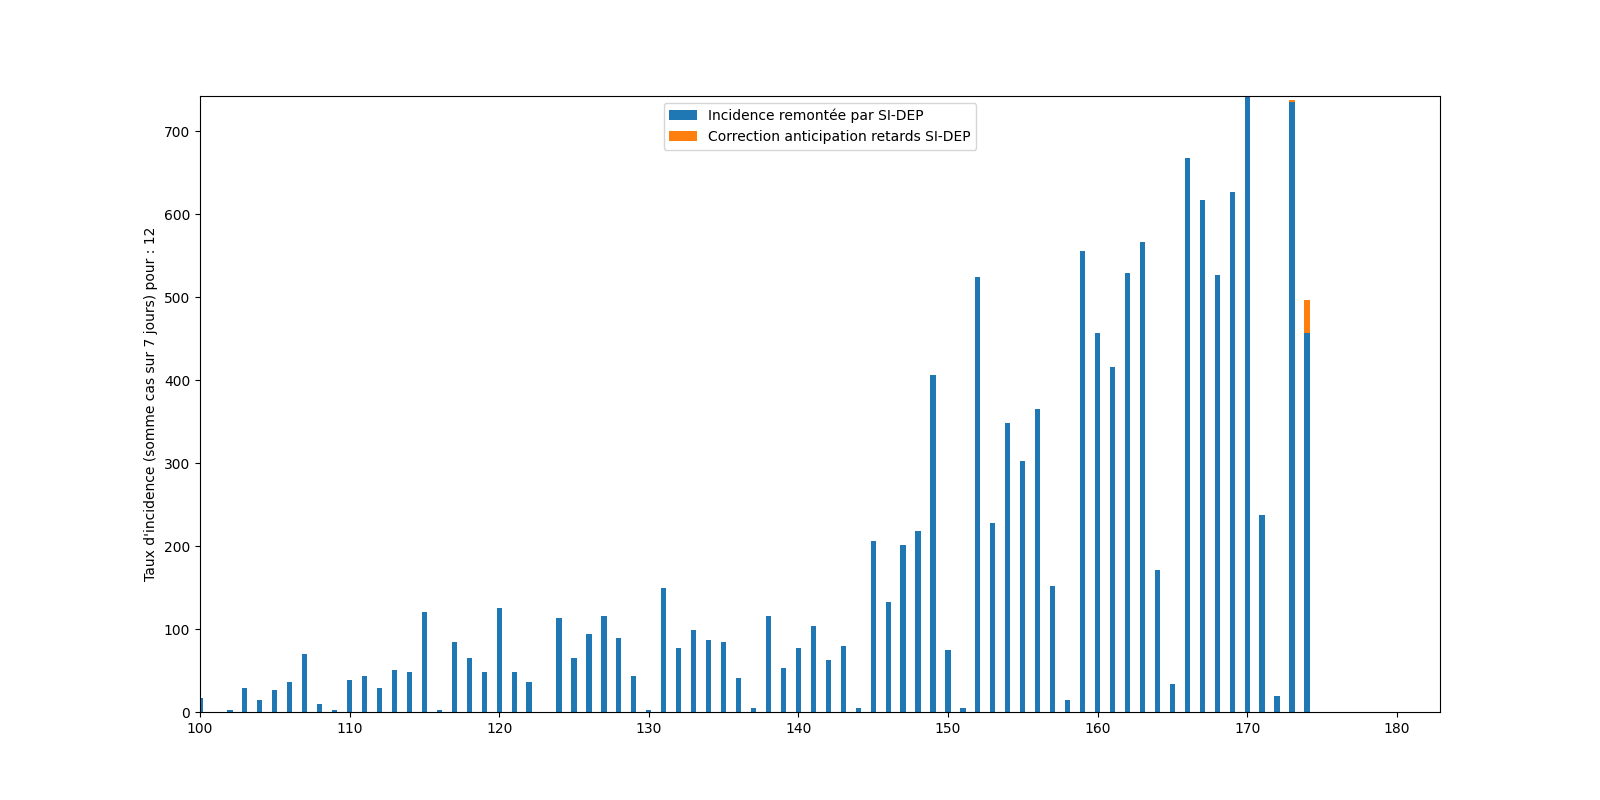 Incidence remontée par SI-DEP
Correction anticipation retards SI-DEP
Taux d'incidence (somme cas sur 7 jours) pour : 12
700
600
500
400
300
200
100
0
100 110 120 130 140 150 160 170 180